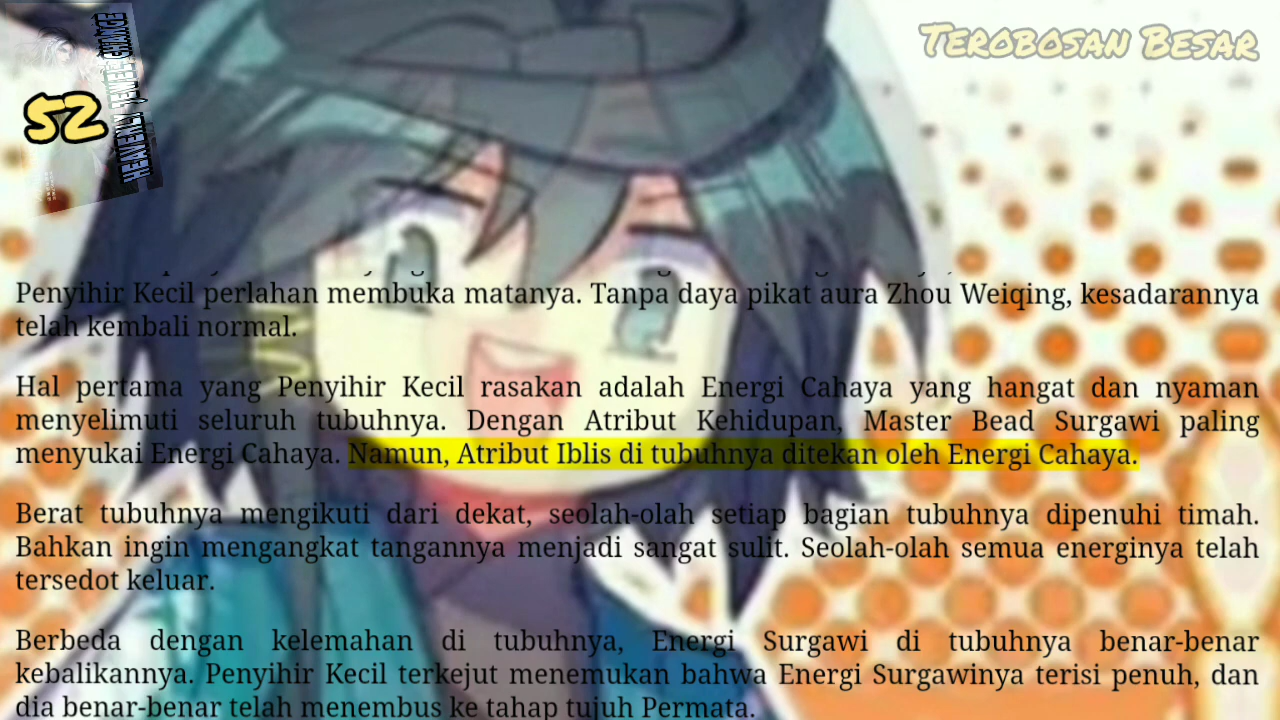 Terobosan Besar
52
HEAVENLY JEWEL CHANGE
Penyihir Kecil perlahan membuka matanya. Tanpa daya pikat aura Zhou Weiqing, kesadarannya
telah kembali normal.
Hal pertama yang Penyihir Kecil rasakan adalah Energi Cahaya yang hangat dan nyaman
menyelimuti seluruh tubuhnya. Dengan Atribut Kehidupan, Master Bead Surgawi paling
menyukai Energi Cahaya. Namun, Atribut Iblis di tubuhnya ditekan oleh Energi Cahaya.
Berat tubuhnya mengikuti dari dekat, seolah-olah setiap bagian tubuhnya dipenuhi timah.
Bahkan ingin mengangkat tangannya menjadi sangat sulit. Seolah-olah semua energinya telah
tersedot keluar.
Berbeda dengan kelemahan di tubuhnya, Energi Surgawi di tubuhnya benar-benar
kebalikannya. Penyihir Kecil terkejut menemukan bahwa Energi Surgawinya terisi penuh, dan
dia benar-benar telah menembus ke tahap tujuh Permata.